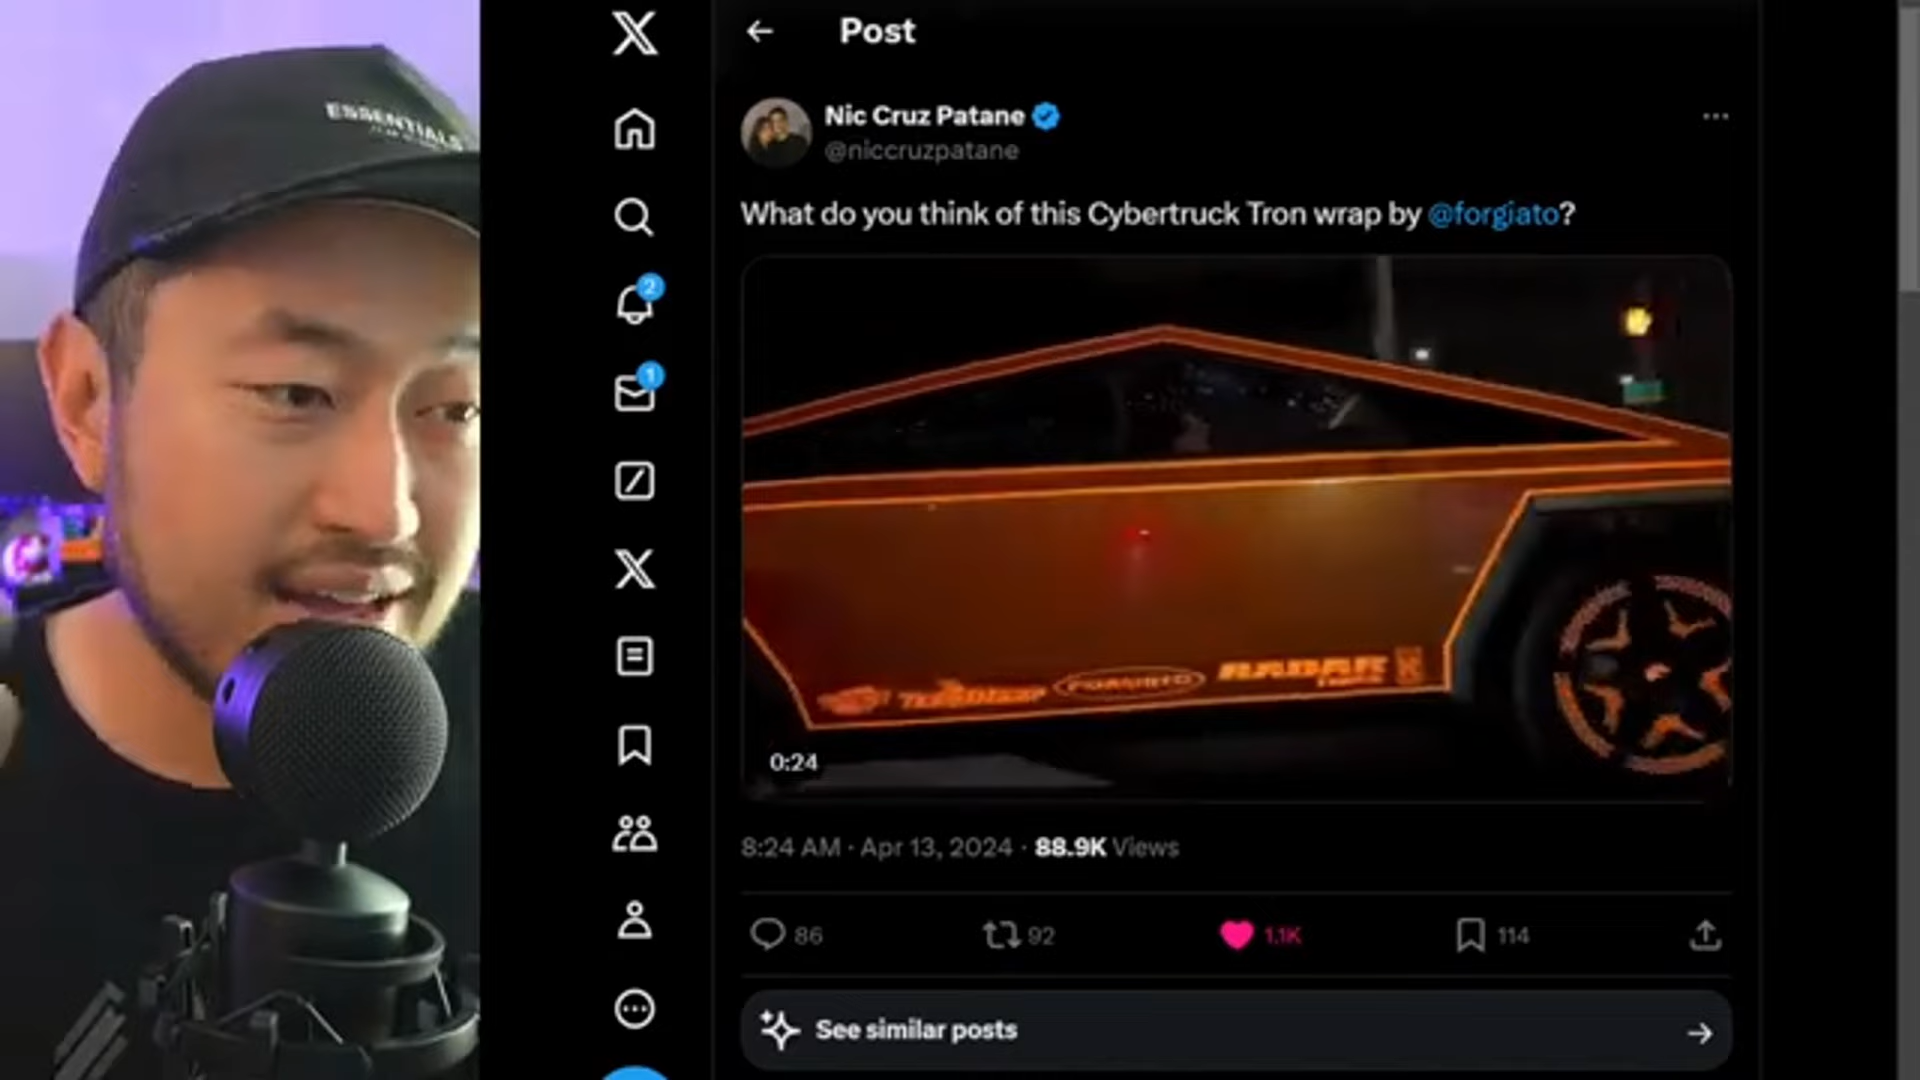 ESSENTIALS
Post
Nic Cruz Patane
@niccruzpatane
What do you think of this Cybertruck Tron wrap by @forgiato?
2
1
FORGIATO
RADAR
TIRES
0:24
8:24 AM · Apr 13, 2024 · 88.9K Views
86
92
1.1K
114
See similar posts